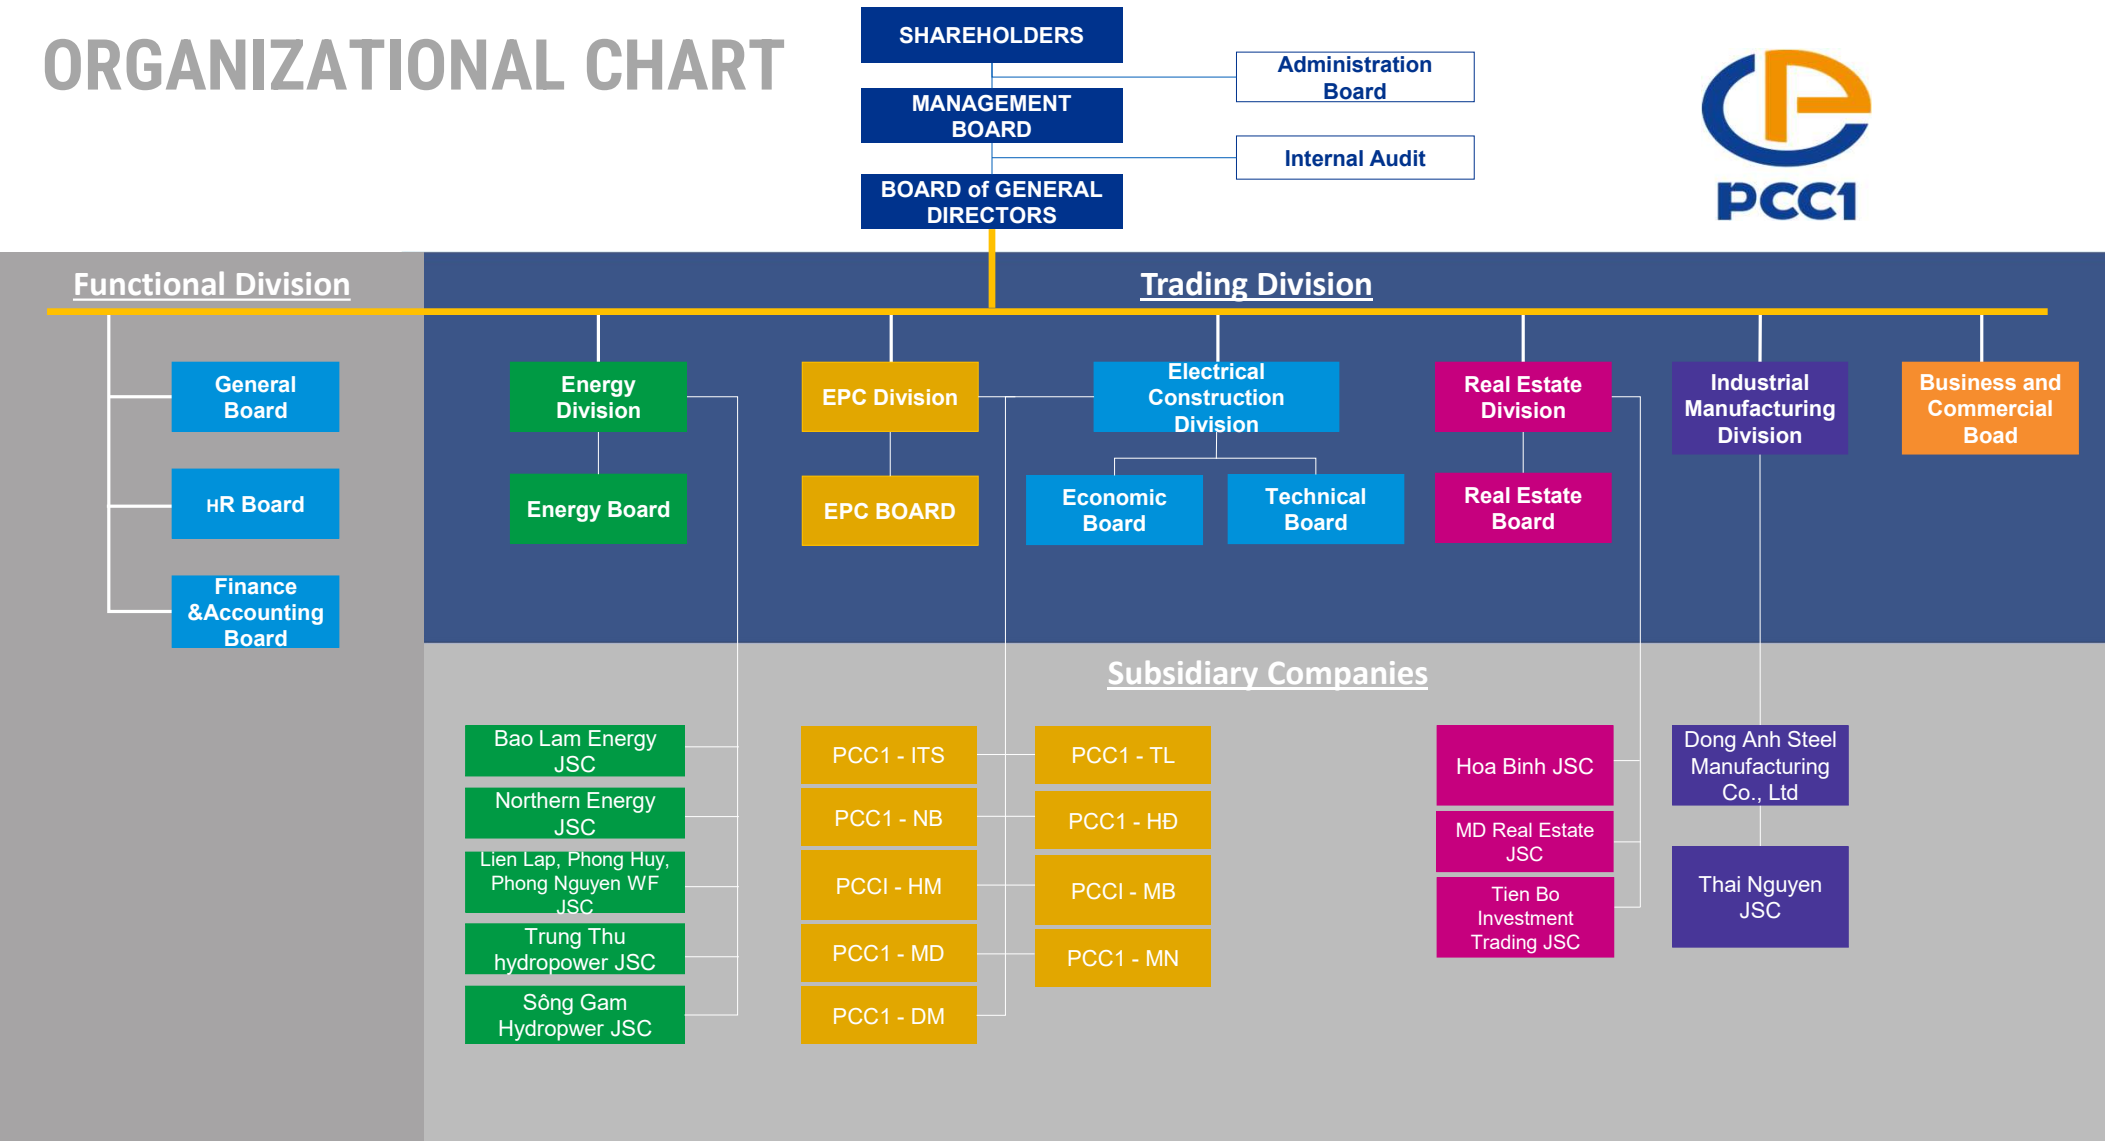 ORGANIZATIONAL CHART
SHAREHOLDERS
Administration
Board
MANAGEMENT
BOARD
Internal Audit
BOARD of GENERAL
DIRECTORS
PCC1
Functional Division
Trading Division
General
Board
HR Board
Finance
&Accounting
Board
Energy
Division
Energy Board
EPC Division
EPC BOARD
Electrical
Construction
Division
Economic
Board
Technical
Board
Real Estate
Division
Real Estate
Board
Industrial
Manufacturing
Division
Business and
Commercial
Boad
Subsidiary Companies
Bao Lam Energy
JSC
Northern Energy
JSC
Lien Lap, Phong Huy,
Phong Nguyen WF
JSC
Trung Thu
hydropower JSC
Sông Gam
Hydropwer JSC
PCC1 - ITS
PCC1 - NB
PCCI - HM
PCC1 - MD
PCC1 - DM
PCC1 - TL
PCC1 - HĐ
PCCI - MB
PCC1 - MN
Hoa Binh JSC
MD Real Estate
JSC
Tien Bo
Investment
Trading JSC
Dong Anh Steel
Manufacturing
Co., Ltd
Thai Nguyen
JSC